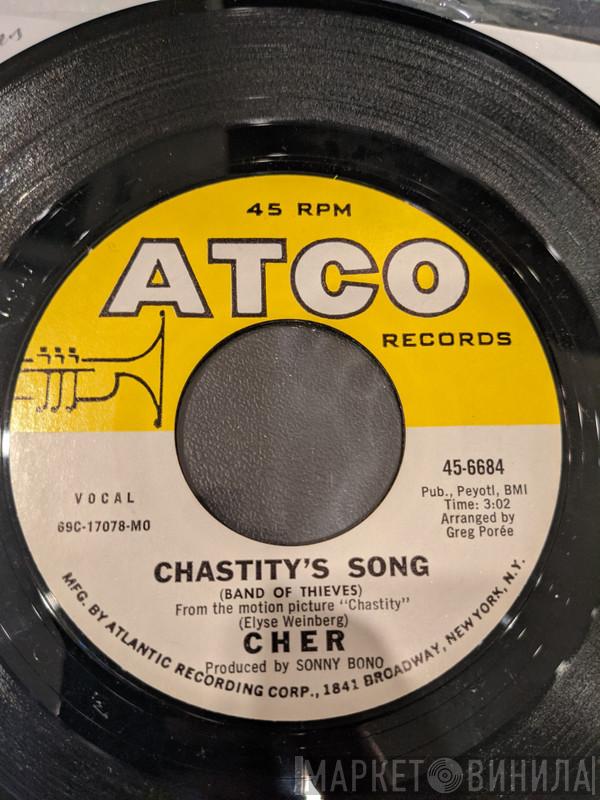 45 RPM
ATCO
RECORDS
45-6684
VOCAL
Pub., Peyotl, BMI
Time: 3:02
69C-17078-MO
Arranged by
Greg Porée
CHASTITY'S SONG
(BAND OF THIEVES)
From the motion picture "Chastity"
(Elyse Weinberg)
CHER
Produced by SONNY BONO
MFG. BY ATLANTIC RECORDING CORP., 1841 BROADWAY, NEW YORK, N.Y.
МАРКЕТ ВИНИЛА